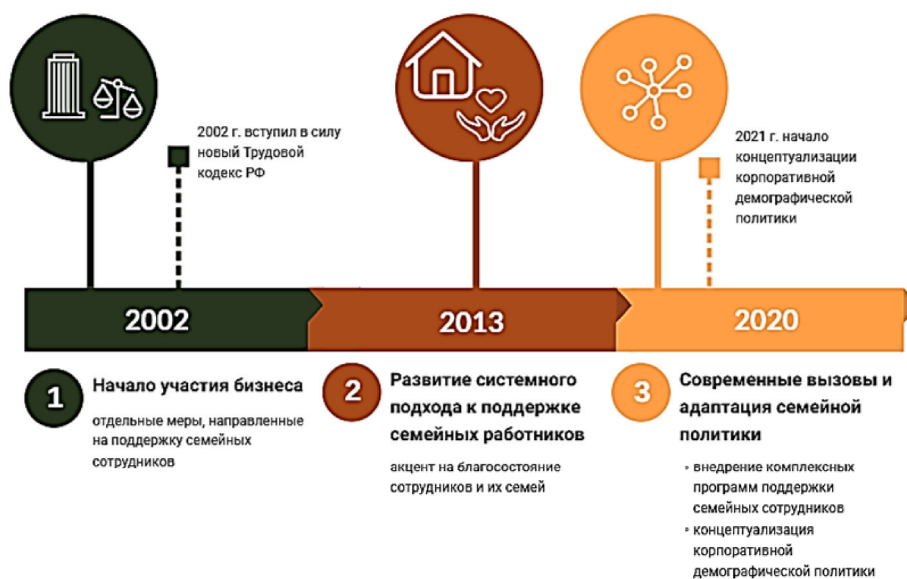 2002 г. вступил в силу
новый Трудовой
кодекс РФ
2021 г. начало
концептуализации
корпоративной
демографической
политики
2002
2013
2020
1
Начало участия бизнеса
отдельные меры, направленные
на поддержку семейных
сотрудников
2
Развитие системного
подхода к поддержке
семейных работников
акцент на благосостояние
сотрудников и их семей
3
Современные вызовы и
адаптация семейной
политики
• внедрение комплексных
программ поддержки
семейных сотрудников
• концептуализация
корпоративной
демографической политики